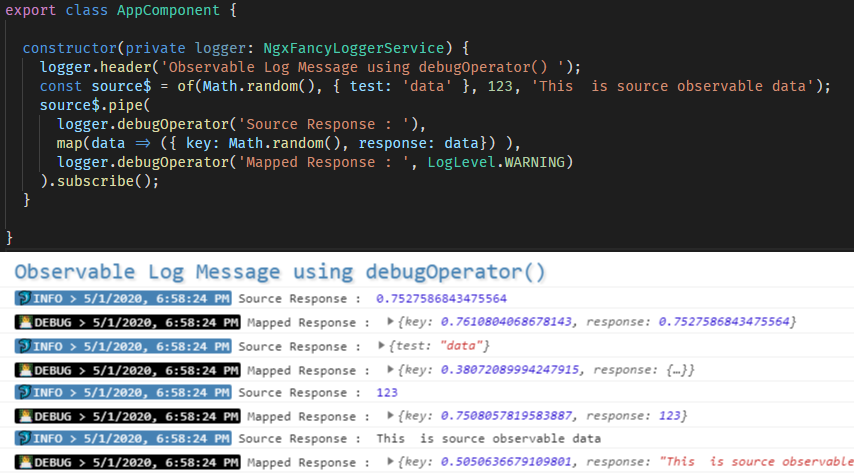 export class AppComponent {
constructor(private logger: NgxFancyLoggerService) {
logger.header('Observable Log Message using debugOperator() ');
const source$ = of(Math.random(), { test: 'data' }, 123, 'This  is source observable data');
source$.pipe(
logger.debugOperator('Source Response : '),
map(data => ({ key: Math.random(), response: data}) ),
logger.debugOperator('Mapped Response : ', LogLevel.WARNING)
).subscribe();
}
}
Observable Log Message using debugOperator()
INFO > 5/1/2020, 6:58:24 PM Source Response :  0.7527586843475564
DEBUG > 5/1/2020, 6:58:24 PM Mapped Response :  ▶{key: 0.7610804068678143, response: 0.7527586843475564}
INFO > 5/1/2020, 6:58:24 PM Source Response :  ▶{test: "data"}
DEBUG > 5/1/2020, 6:58:24 PM Mapped Response :  ▶{key: 0.38072089994247915, response: {…}}
INFO > 5/1/2020, 6:58:24 PM Source Response :  123
DEBUG > 5/1/2020, 6:58:24 PM Mapped Response :  ▶{key: 0.7508057819583887, response: 123}
INFO > 5/1/2020, 6:58:24 PM Source Response :  This  is source observable data
DEBUG > 5/1/2020, 6:58:24 PM Mapped Response :  ▶{key: 0.5050636679109801, response: "This  is source observable